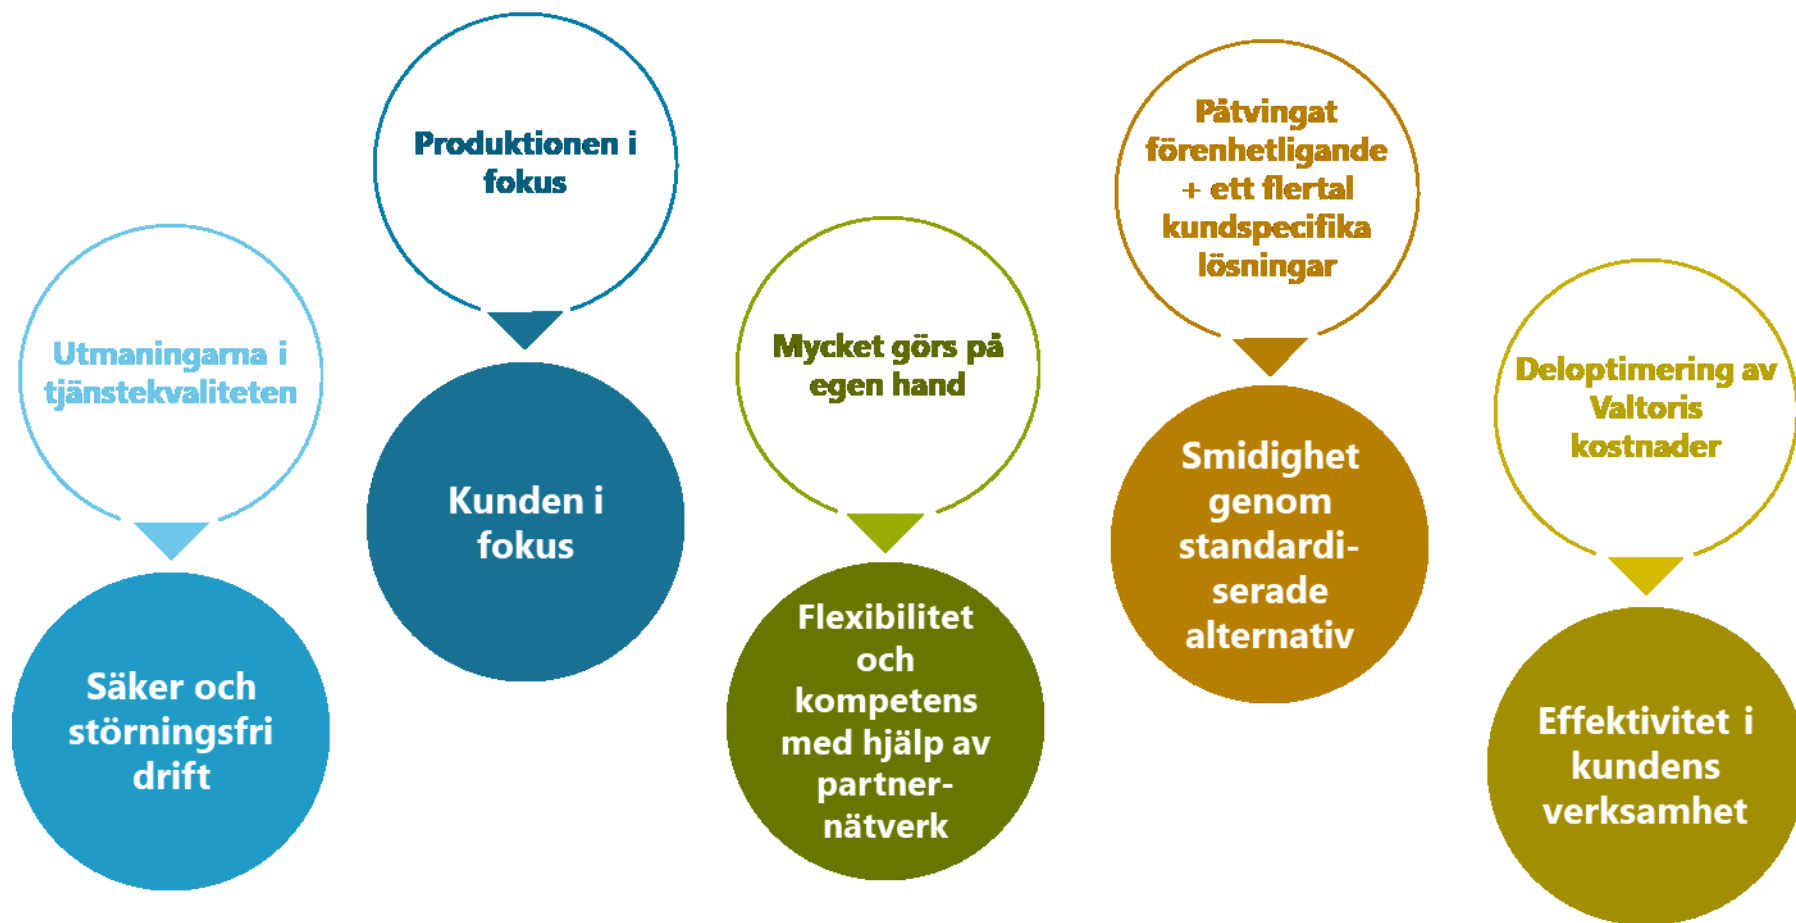 Utmaningarna i
tjänstekvaliteten
Säker och
störningsfri
drift
Produktionen i
fokus
Kunden i
fokus
Mycket görs på
egen hand
Flexibilitet
och
kompetens
med hjälp av
partner-
nätverk
Påtvingat
förenhetligande
+ ett flertal
kundspecifika
lösningar
Smidighet
genom
standardi-
serade
alternativ
Deloptimering av
Valtoris
kostnader
Effektivitet i
kundens
verksamhet